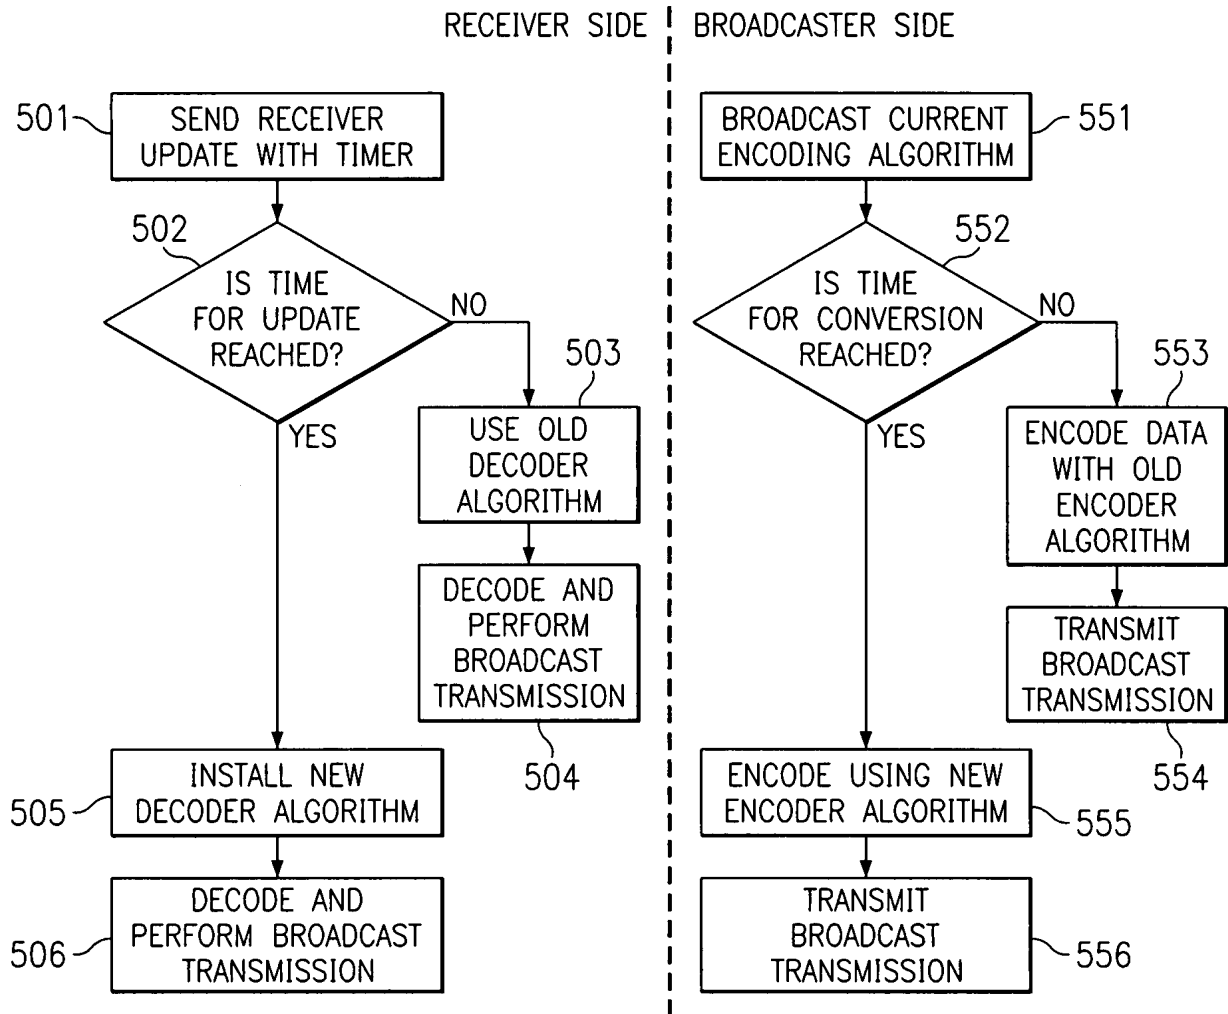 RECEIVER SIDE
BROADCASTER SIDE
501
SEND RECEIVER
UPDATE WITH TIMER
502
IS TIME
FOR UPDATE
REACHED?
NO
YES
503
USE OLD
DECODER
ALGORITHM
DECODE AND
PERFORM
BROADCAST
TRANSMISSION
504
505
INSTALL NEW
DECODER ALGORITHM
506
DECODE AND
PERFORM BROADCAST
TRANSMISSION
BROADCAST CURRENT
ENCODING ALGORITHM
551
552
IS TIME
FOR CONVERSION
REACHED?
NO
YES
553
ENCODE DATA
WITH OLD
ENCODER
ALGORITHM
TRANSMIT
BROADCAST
TRANSMISSION
554
ENCODE USING NEW
ENCODER ALGORITHM
555
TRANSMIT
BROADCAST
TRANSMISSION
556